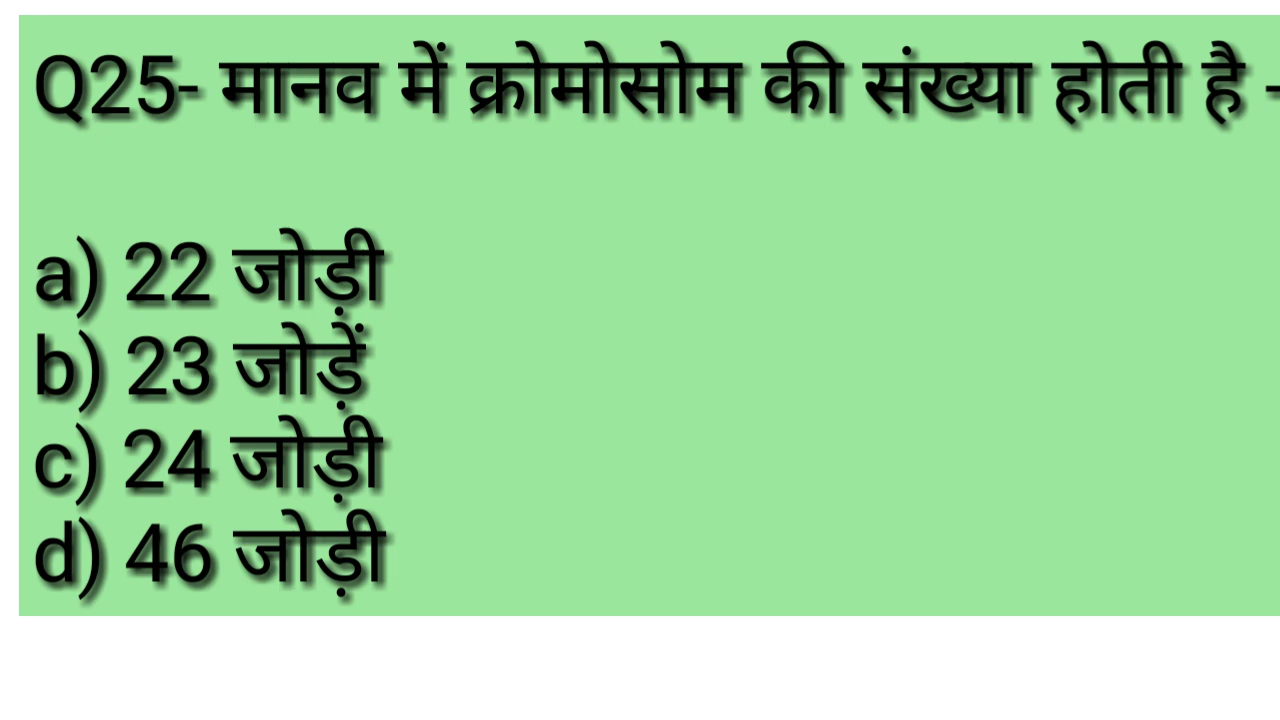 Q25- मानव में क्रोमोसोम की संख्या होती है -
a) 22 जोड़ी
b) 23 जोड़ें
c) 24 जोड़ी
d) 46 जोड़ी